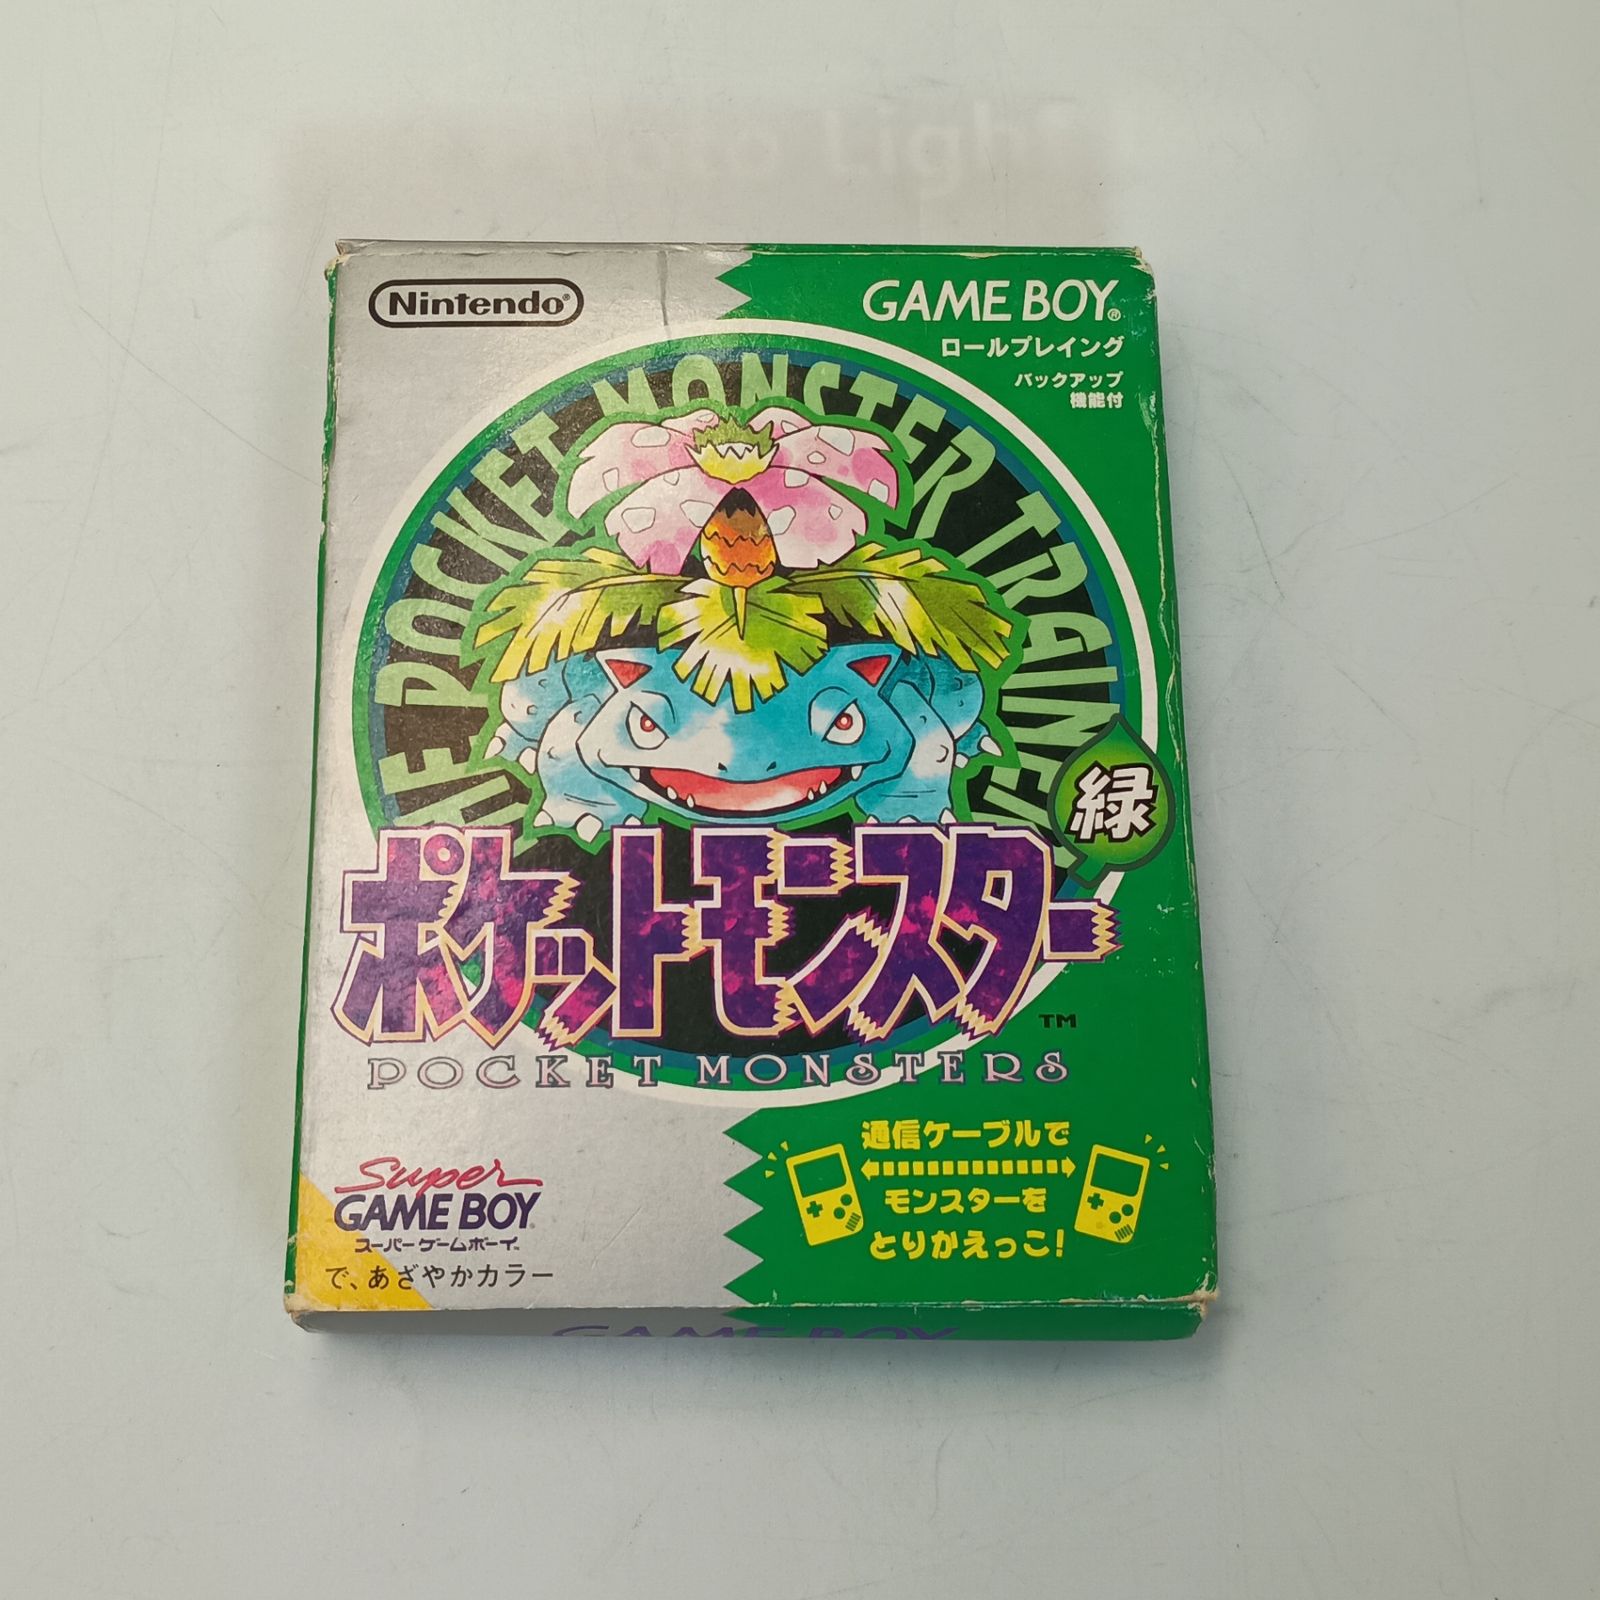 Nintendo®
GAME BOY®
ロールプレイング
バックアップ
機能付
POCKET MONSTER TRAINER
緑
ポケットモンスター
TM
POCKET MONSTERS
通信ケーブルで
モンスターを
とりかえっこ!
Super
GAME BOY
スーパーゲームボーイ
で、あざやかカラー
GAME BOY